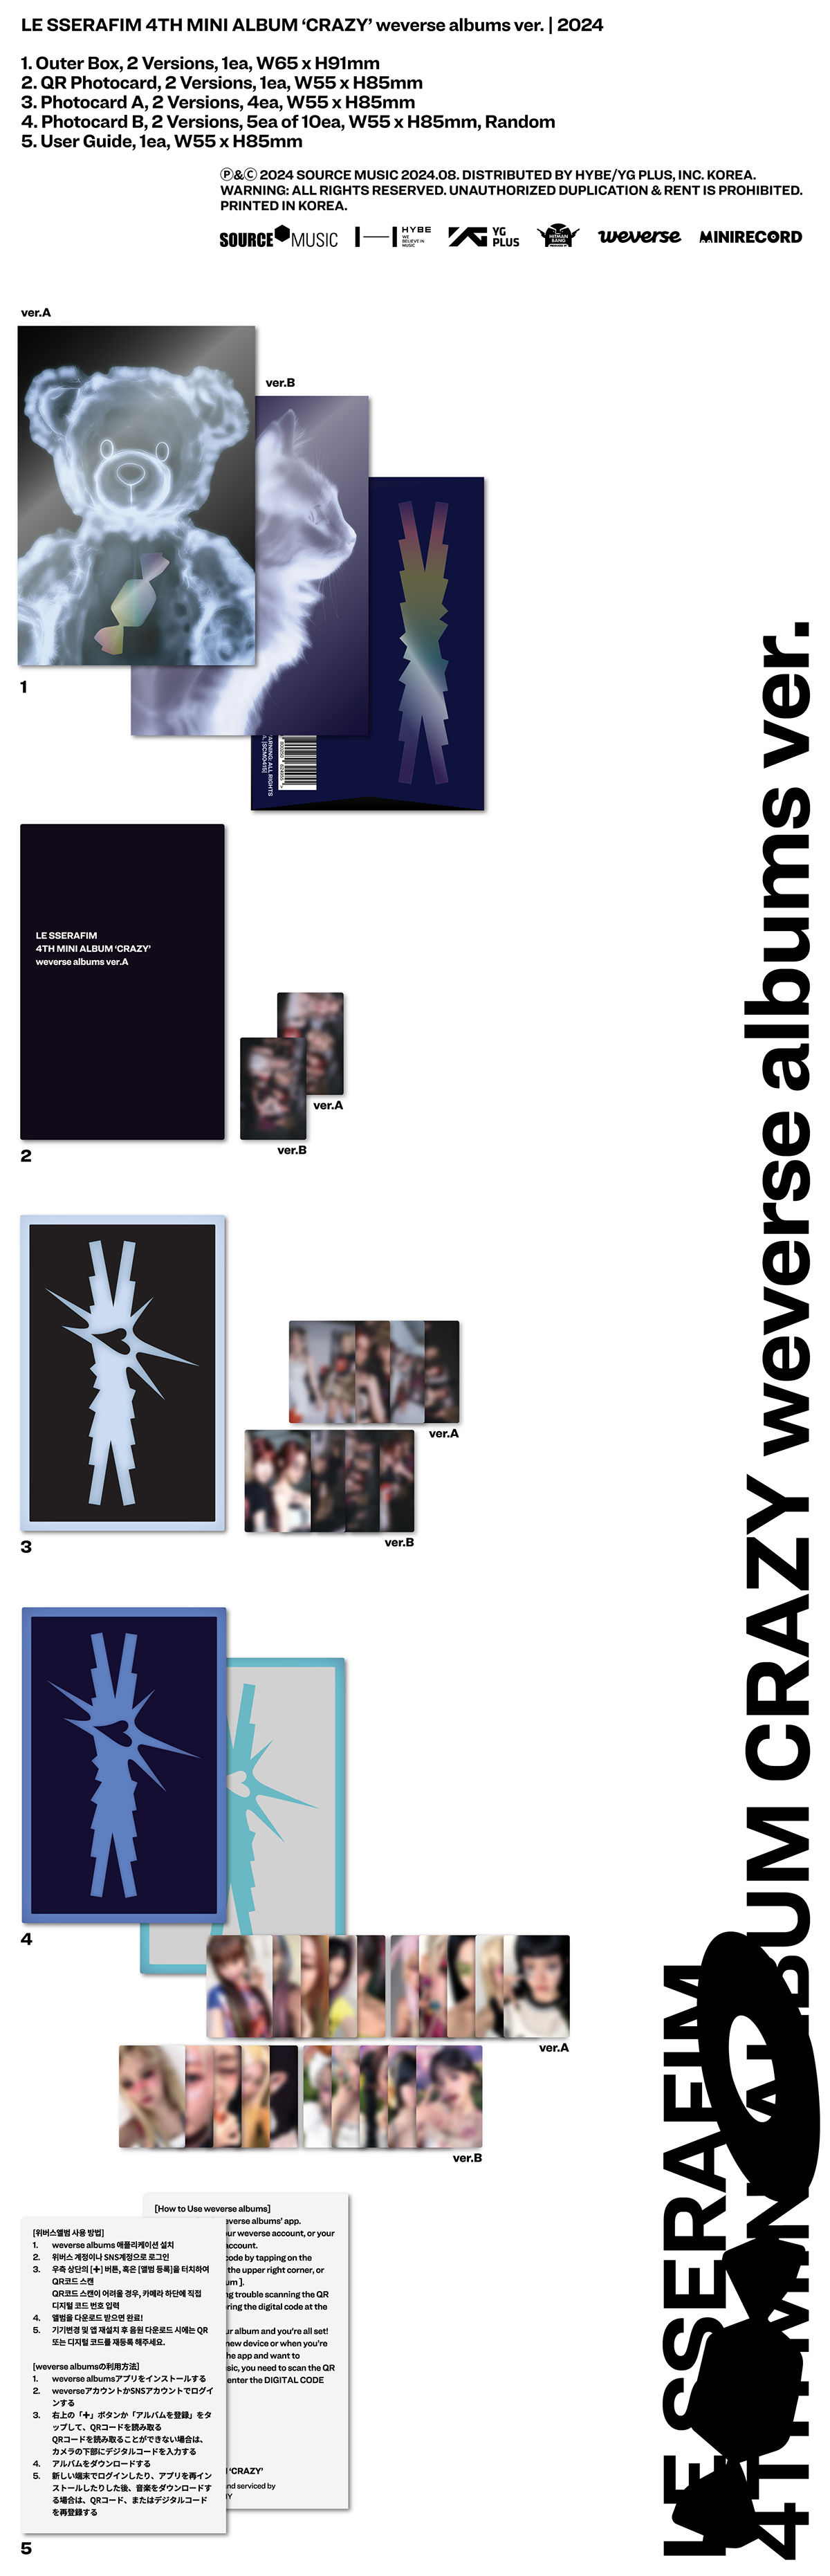 LE SSERAFIM 4TH MINI ALBUM ‘CRAZY’ weverse albums ver. | 2024
1. Outer Box, 2 Versions, 1ea, W65 x H91mm
2. QR Photocard, 2 Versions, 1ea, W55 x H85mm
3. Photocard A, 2 Versions, 4ea, W55 x H85mm
4. Photocard B, 2 Versions, 5ea of 10ea, W55 x H85mm, Random
5. User Guide, 1ea, W55 x H85mm
Ⓟ&Ⓒ 2024 SOURCE MUSIC 2024.08. DISTRIBUTED BY HYBE/YG PLUS, INC. KOREA.
WARNING: ALL RIGHTS RESERVED. UNAUTHORIZED DUPLICATION & RENT IS PROHIBITED.
PRINTED IN KOREA.
SOURCE MUSIC HYBE WE BELIEVE IN MUSIC YG PLUS HITMAN BANG weverse MINIRECORD
ver.A
ver.B
1
ARNING: ALL RIGHTS
LE SSERAFIM
4TH MINI ALBUM ‘CRAZY’
weverse albums ver.A
ver.A
ver.B
2
ver.A
ver.B
3
4
ver.A
ver.B
[How to Use weverse albums]
everse albums’ app.
ur weverse account, or your
account.
code by tapping on the
the upper right corner, or
um ].
ng trouble scanning the QR
ring the digital code at the
ur album and you’re all set!
new device or when you’re
he app and want to
sic, you need to scan the QR
enter the DIGITAL CODE
‘CRAZY’
nd serviced by
[위버스앨범 사용 방법]
1. weverse albums 애플리케이션 설치
2. 위버스 계정이나 SNS계정으로 로그인
3. 우측 상단의 [✚] 버튼, 혹은 [앨범 등록]을 터치하여
QR코드 스캔
QR코드 스캔이 어려울 경우, 카메라 하단에 직접
디지털 코드 번호 입력
4. 앨범을 다운로드 받으면 완료!
5. 기기변경 및 앱 재설치 후 음원 다운로드 시에는 QR
또는 디지털 코드를 재등록 해주세요.
[weverse albumsの利用方法]
1. weverse albumsアプリをインストールする
2. weverseアカウントかSNSアカウントでログイ
ンする
3. 右上の「✚」ボタンか「アルバムを登録」をタ
ップして、QRコードを読み取る
QRコードを読み取ることができない場合は、
カメラの下部にデジタルコードを入力する
4. アルバムをダウンロードする
5. 新しい端末でログインしたり、アプリを再イン
ストールしたりした後、音楽をダウンロードす
る場合は、QRコード、またはデジタルコード
を再登録する
5
LE SSERAFIM
4TH MINI ALBUM CRAZY weverse albums ver.